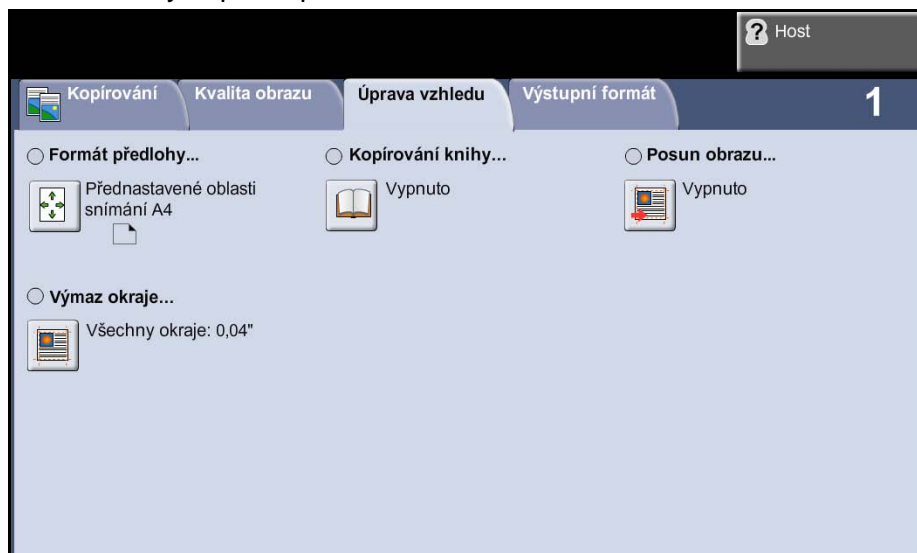 Host
Kopírování
Kvalita obrazu
Úprava vzhledu
Výstupní formát
1
Formát předlohy...
Přednastavené oblasti
snímání A4
Kopírování knihy...
Vypnuto
Posun obrazu...
Vypnuto
Výmaz okraje...
Všechny okraje: 0,04"